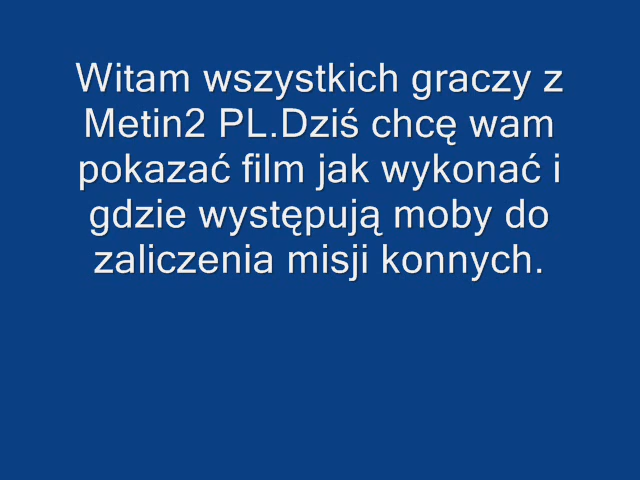 Witam wszystkich graczy z
Metin2 PL.Dziś chcę wam
pokazać film jak wykonać i
gdzie występują moby do
zaliczenia misji konnych.